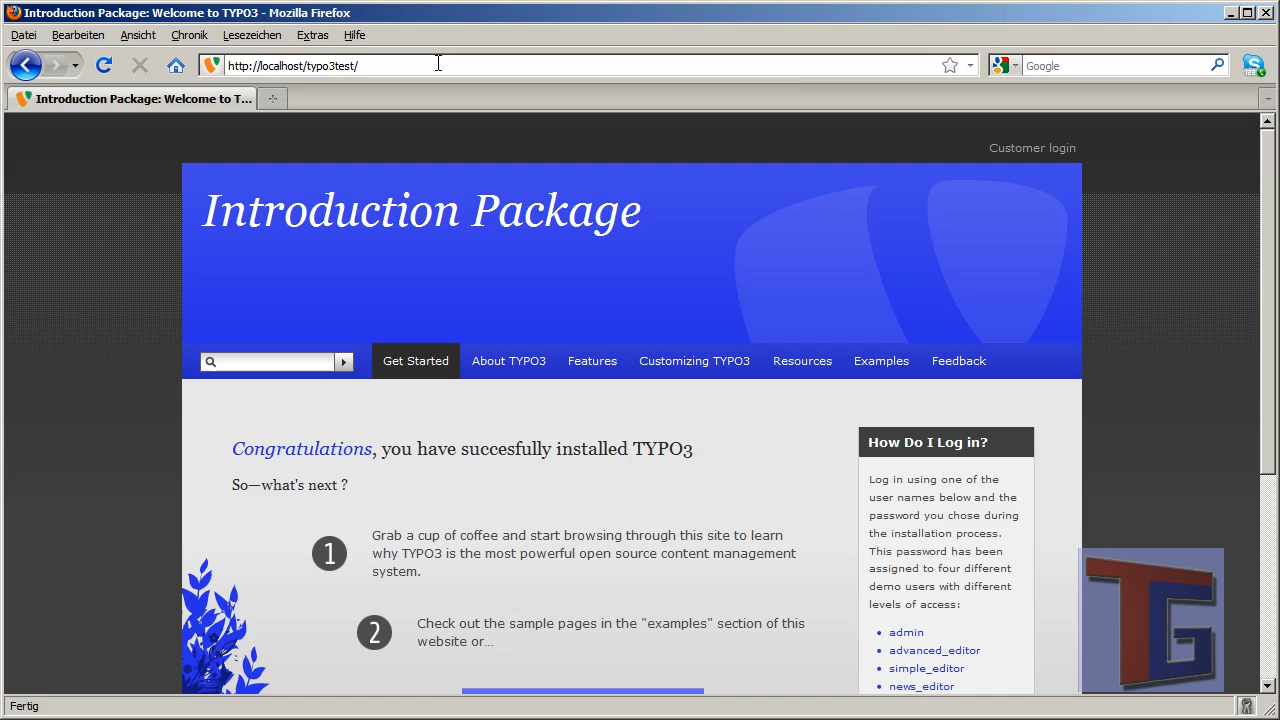 Introduction Package: Welcome to TYPO3 - Mozilla Firefox
Datei Bearbeiten Ansicht Chronik Lesezeichen Extras Hilfe
http://localhost/typo3test/
Google
Introduction Package: Welcome to T...
Customer login
Introduction Package
Get Started About TYPO3 Features Customizing TYPO3 Resources Examples Feedback
Congratulations, you have succesfully installed TYPO3
So—what's next ?
1
Grab a cup of coffee and start browsing through this site to learn
why TYPO3 is the most powerful open source content management
system.
2
Check out the sample pages in the "examples" section of this
website or...
How Do I Log in?
Log in using one of the
user names below and the
password you chose during
the installation process.
This password has been
assigned to four different
demo users with different
levels of access:
admin
advanced_editor
simple_editor
news_editor
TG
Fertig